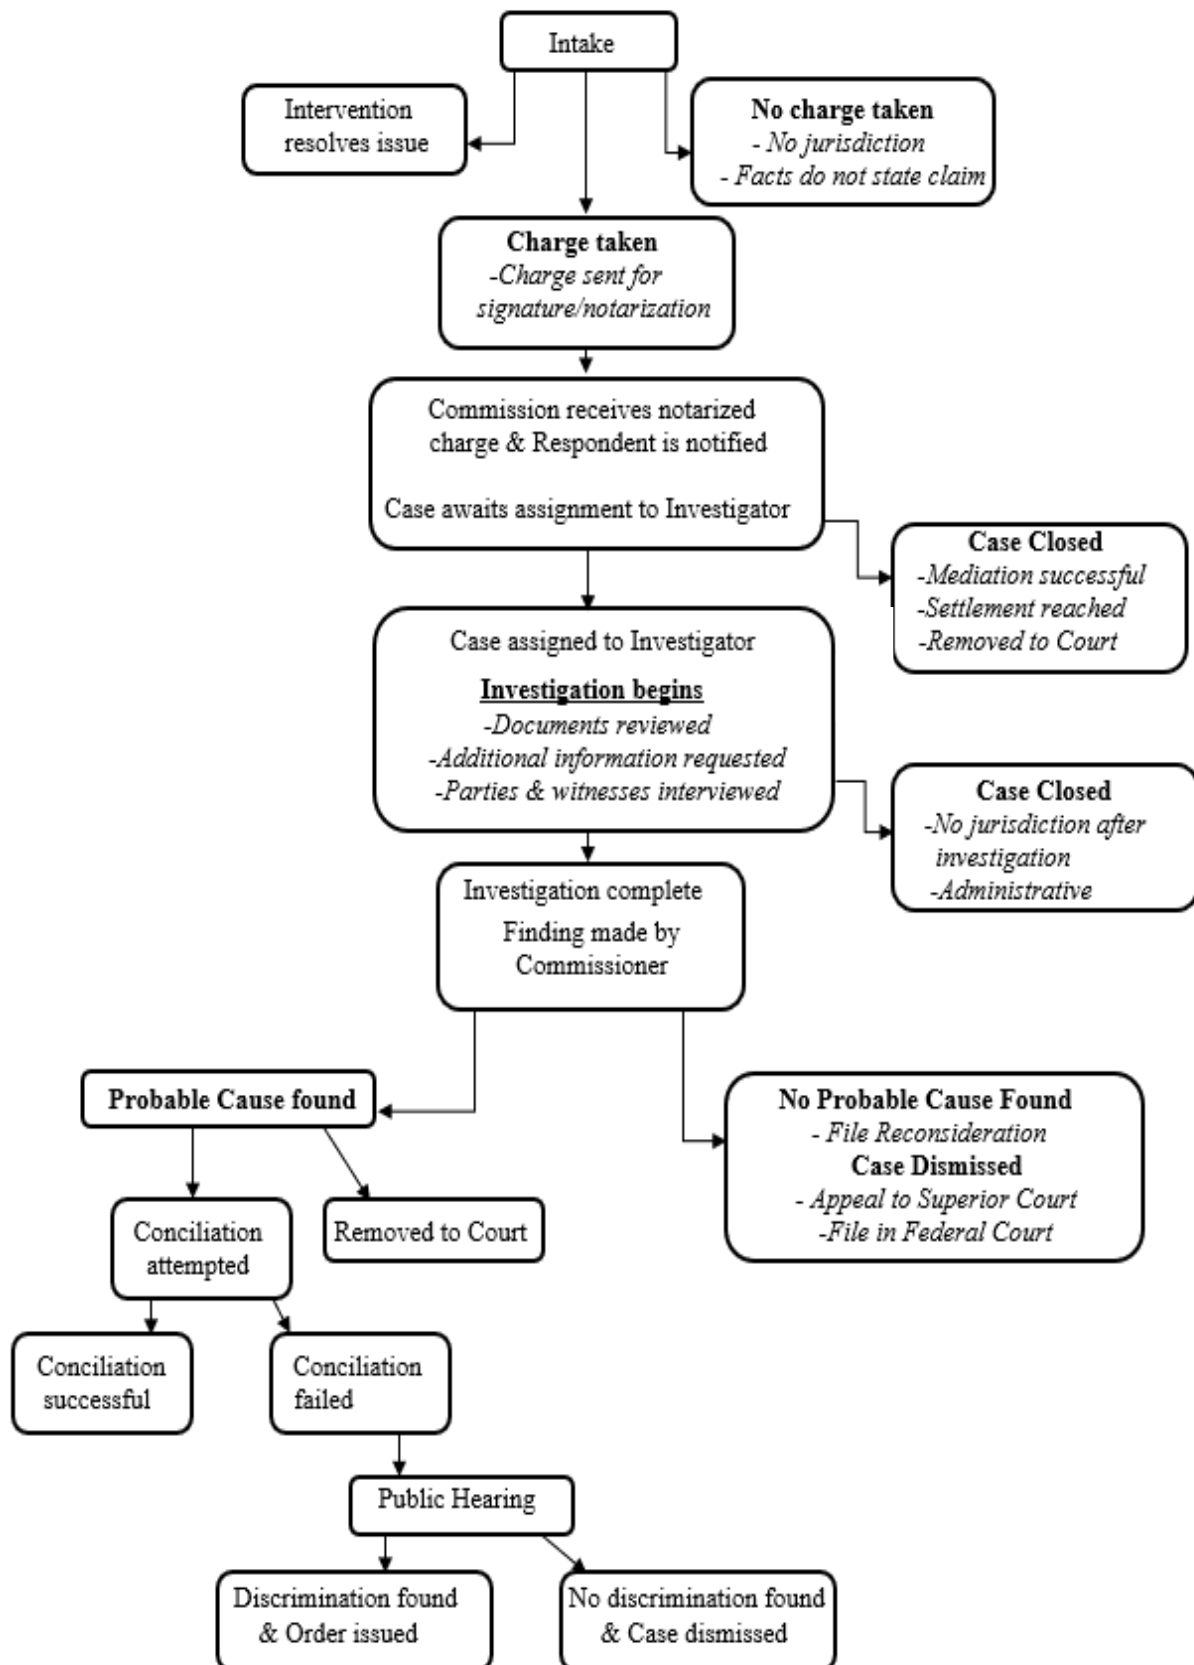 Intake
Intervention
resolves issue
No charge taken
- No jurisdiction
- Facts do not state claim
Charge taken
-Charge sent for
signature/notarization
Commission receives notarized
charge & Respondent is notified
Case awaits assignment to Investigator
Case Closed
-Mediation successful
-Settlement reached
-Removed to Court
Case assigned to Investigator
Investigation begins
-Documents reviewed
-Additional information requested
-Parties & witnesses interviewed
Case Closed
-No jurisdiction after
investigation
-Administrative
Investigation complete
Finding made by
Commissioner
Probable Cause found
No Probable Cause Found
- File Reconsideration
Case Dismissed
- Appeal to Superior Court
-File in Federal Court
Conciliation
attempted
Removed to Court
Conciliation
successful
Conciliation
failed
Public Hearing
Discrimination found
& Order issued
No discrimination found
& Case dismissed